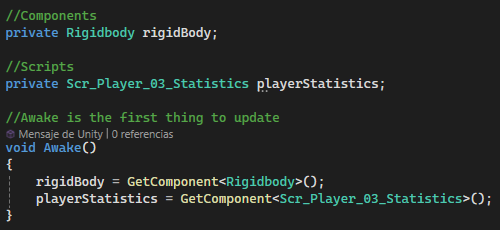 //Components
private Rigidbody rigidBody;
//Scripts
private Scr_Player_03_Statistics playerStatistics;
//Awake is the first thing to update
Mensaje de Unity | 0 referencias
void Awake()
{
rigidBody = GetComponent<Rigidbody>();
playerStatistics = GetComponent<Scr_Player_03_Statistics>();
}